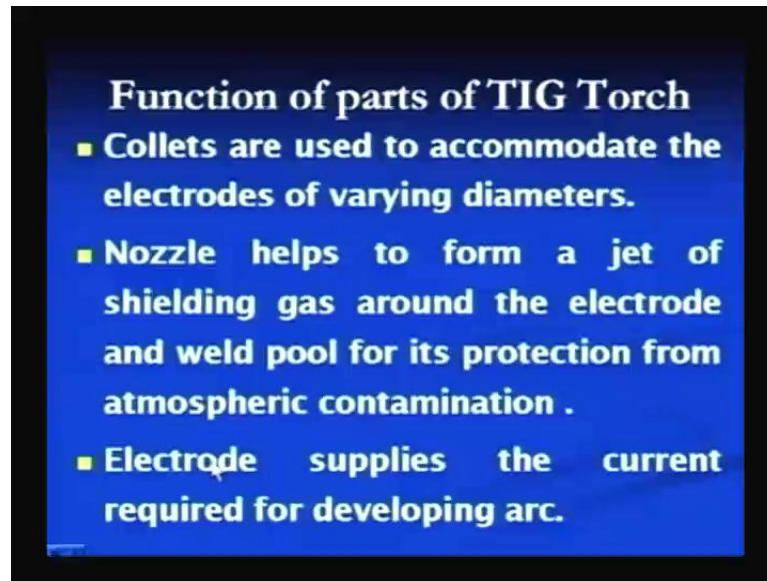 Function of parts of TIG Torch
Collets are used to accommodate the
electrodes of varying diameters.
Nozzle helps to form a jet of
shielding gas around the electrode
and weld pool for its protection from
atmospheric contamination .
Electrode supplies the current
required for developing arc.